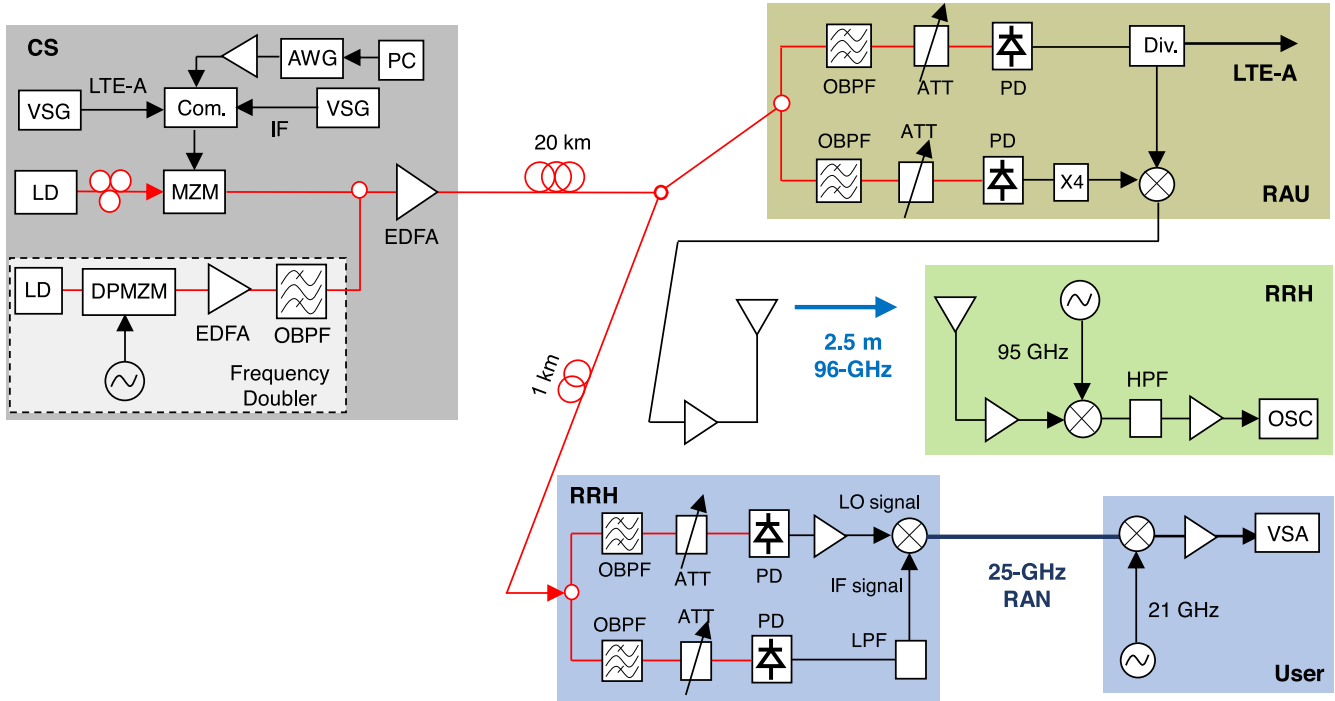 CS
AWG
PC
LTE-A
VSG
Com.
VSG
IF
LD
MZM
EDFA
LD
DPMZM
EDFA
OBPF
Frequency
Doubler
20 km
1 km
OBPF
ATT
PD
Div.
LTE-A
OBPF
ATT
PD
X4
RAU
2.5 m
96-GHz
RRH
95 GHz
HPF
OSC
RRH
OBPF
ATT
PD
LO signal
IF signal
OBPF
ATT
PD
LPF
25-GHz
RAN
VSA
21 GHz
User